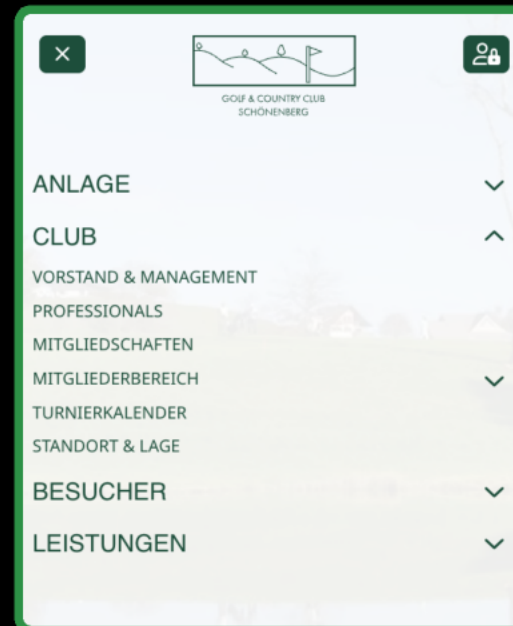 GOLF & COUNTRY CLUB
SCHÖNENBERG
ANLAGE
CLUB
VORSTAND & MANAGEMENT
PROFESSIONALS
MITGLIEDSCHAFTEN
MITGLIEDERBEREICH
TURNIERKALENDER
STANDORT & LAGE
BESUCHER
LEISTUNGEN